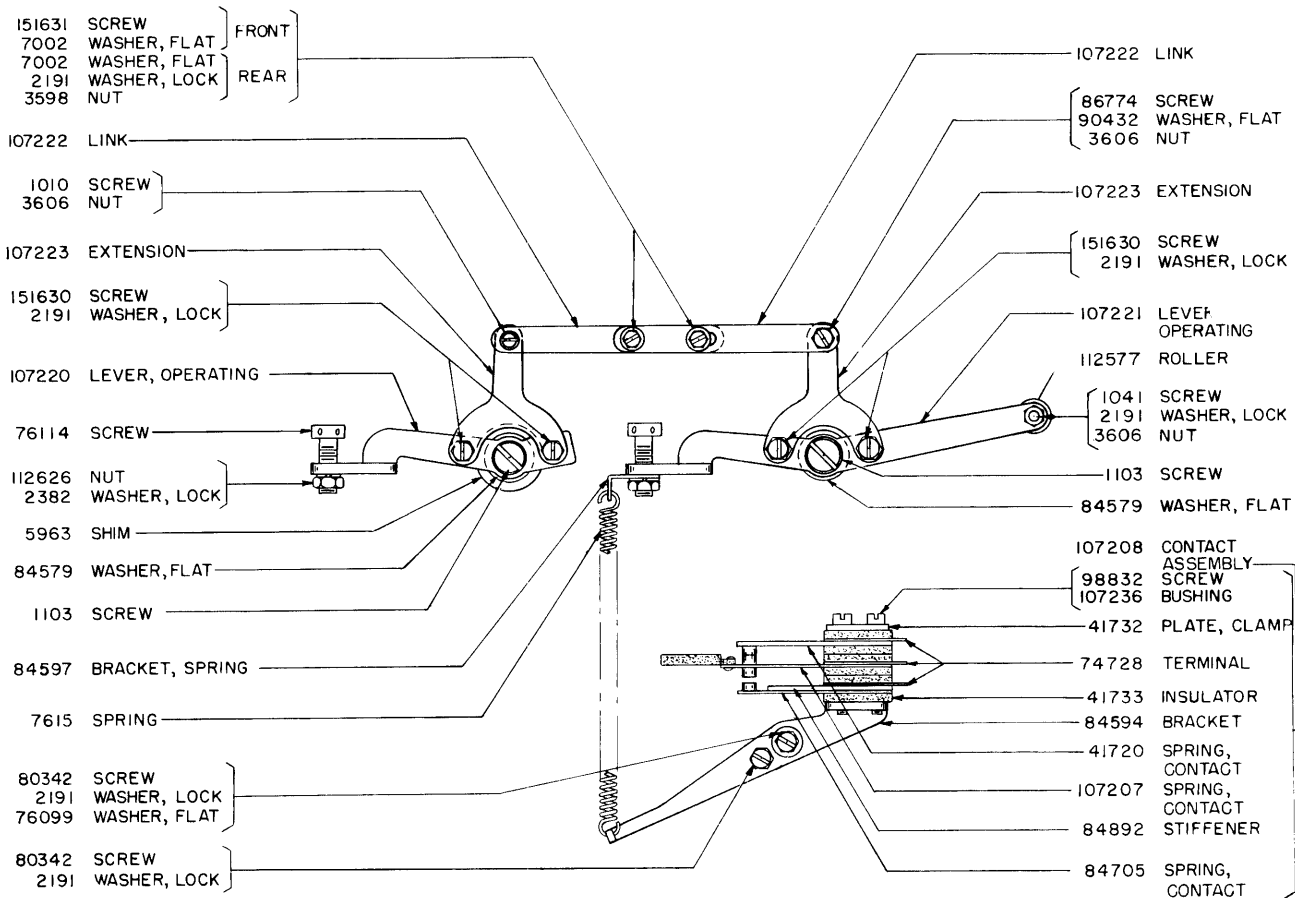 151631 SCREW
7002 WASHER, FLAT
FRONT
7002 WASHER, FLAT
2191 WASHER, LOCK
3598 NUT
REAR
107222 LINK
1010 SCREW
3606 NUT
107223 EXTENSION
151630 SCREW
2191 WASHER, LOCK
107220 LEVER, OPERATING
76114 SCREW
112626 NUT
2382 WASHER, LOCK
5963 SHIM
84579 WASHER, FLAT
1103 SCREW
84597 BRACKET, SPRING
7615 SPRING
80342 SCREW
2191 WASHER, LOCK
76099 WASHER, FLAT
80342 SCREW
2191 WASHER, LOCK
107222 LINK
86774 SCREW
90432 WASHER, FLAT
3606 NUT
107223 EXTENSION
151630 SCREW
2191 WASHER, LOCK
107221 LEVER
OPERATING
112577 ROLLER
1041 SCREW
2191 WASHER, LOCK
3606 NUT
1103 SCREW
84579 WASHER, FLAT
107208 CONTACT
ASSEMBLY
98832 SCREW
107236 BUSHING
41732 PLATE, CLAMP
74728 TERMINAL
41733 INSULATOR
84594 BRACKET
41720 SPRING,
CONTACT
107207 SPRING,
CONTACT
84892 STIFFENER
84705 SPRING,
CONTACT